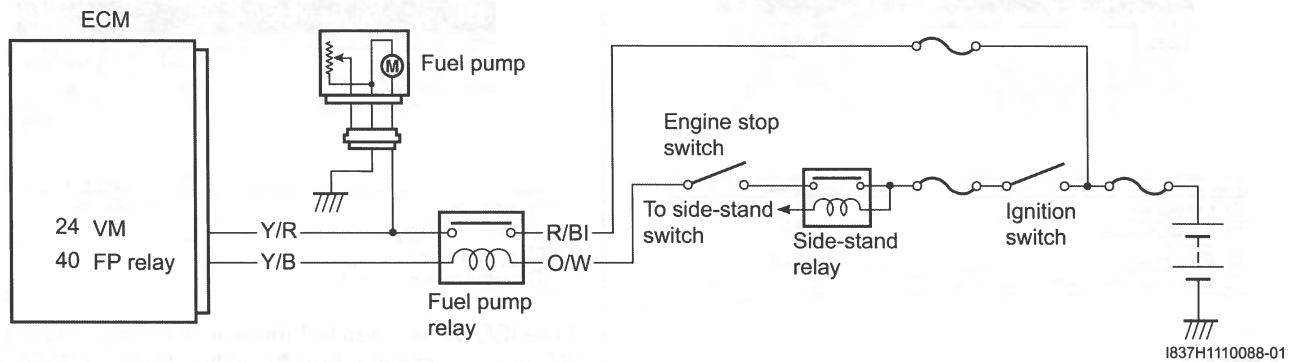 ECM
M
Fuel pump
Engine stop
switch
24 VM
Y/R
To side-stand
switch
R/Bl
Side-stand
relay
Ignition
switch
40 FP relay
Y/B
O/W
Fuel pump
relay
I837H1110088-01